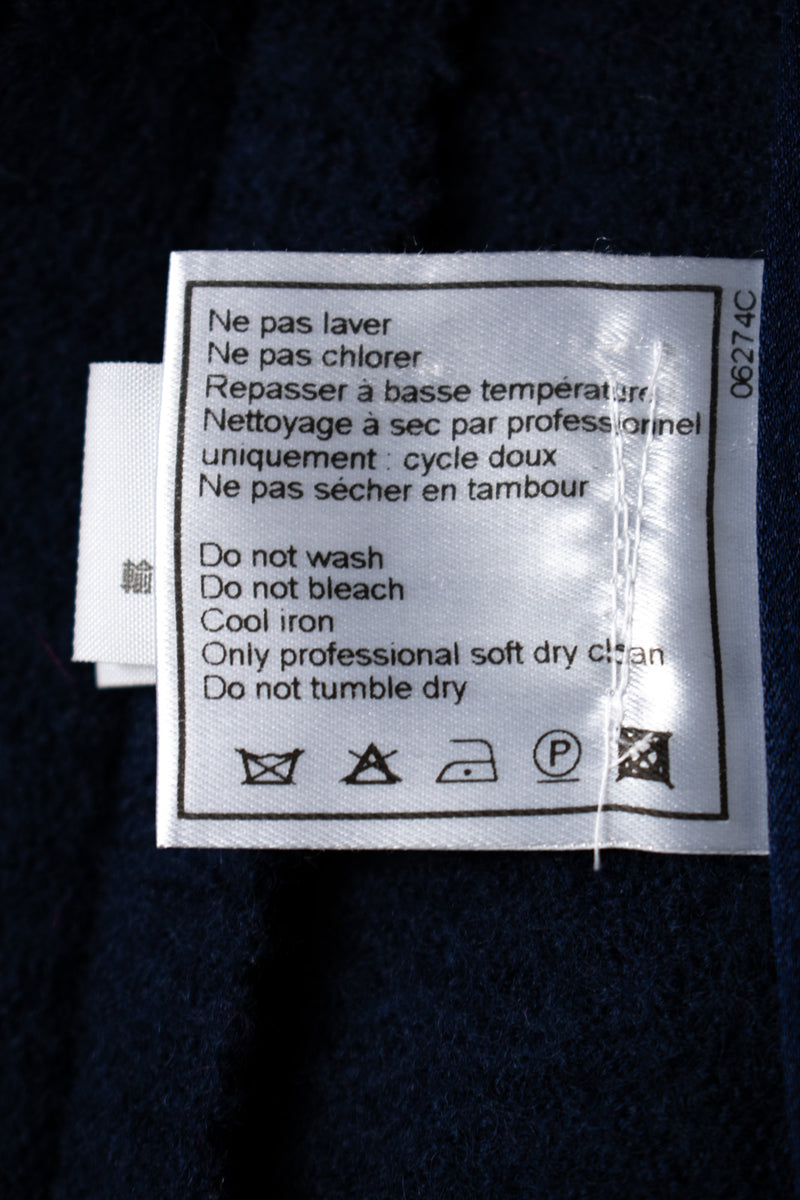 Ne pas laver
Ne pas chlorer
Repasser à basse température
Nettoyage à sec par professionnel
uniquement : cycle doux
Ne pas sécher en tambour
Do not wash
Do not bleach
Cool iron
Only professional soft dry clean
Do not tumble dry
P
06274C
輸